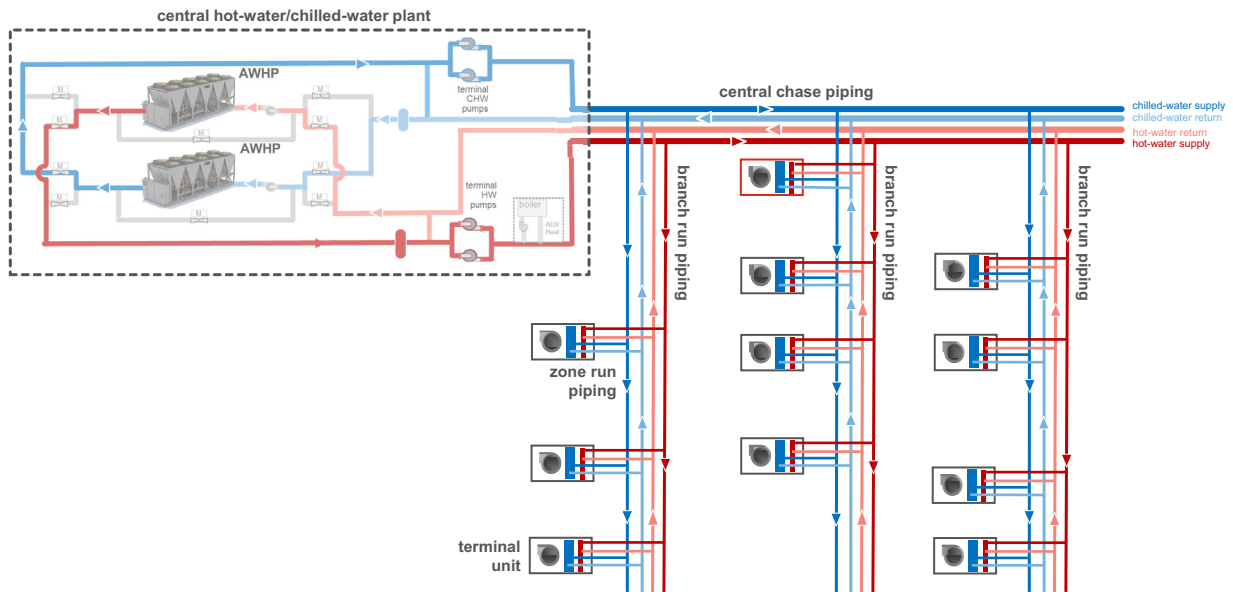 central hot-water/chilled-water plant
AWHP
M
M
M
terminal
CHW
pumps
central chase piping
chilled-water supply
chilled-water return
hot-water return
hot-water supply
AWHP
M
M
M
terminal
HW
pumps
boiler
AUX
Heat
branch run piping
branch run piping
branch run piping
zone run
piping
terminal
unit